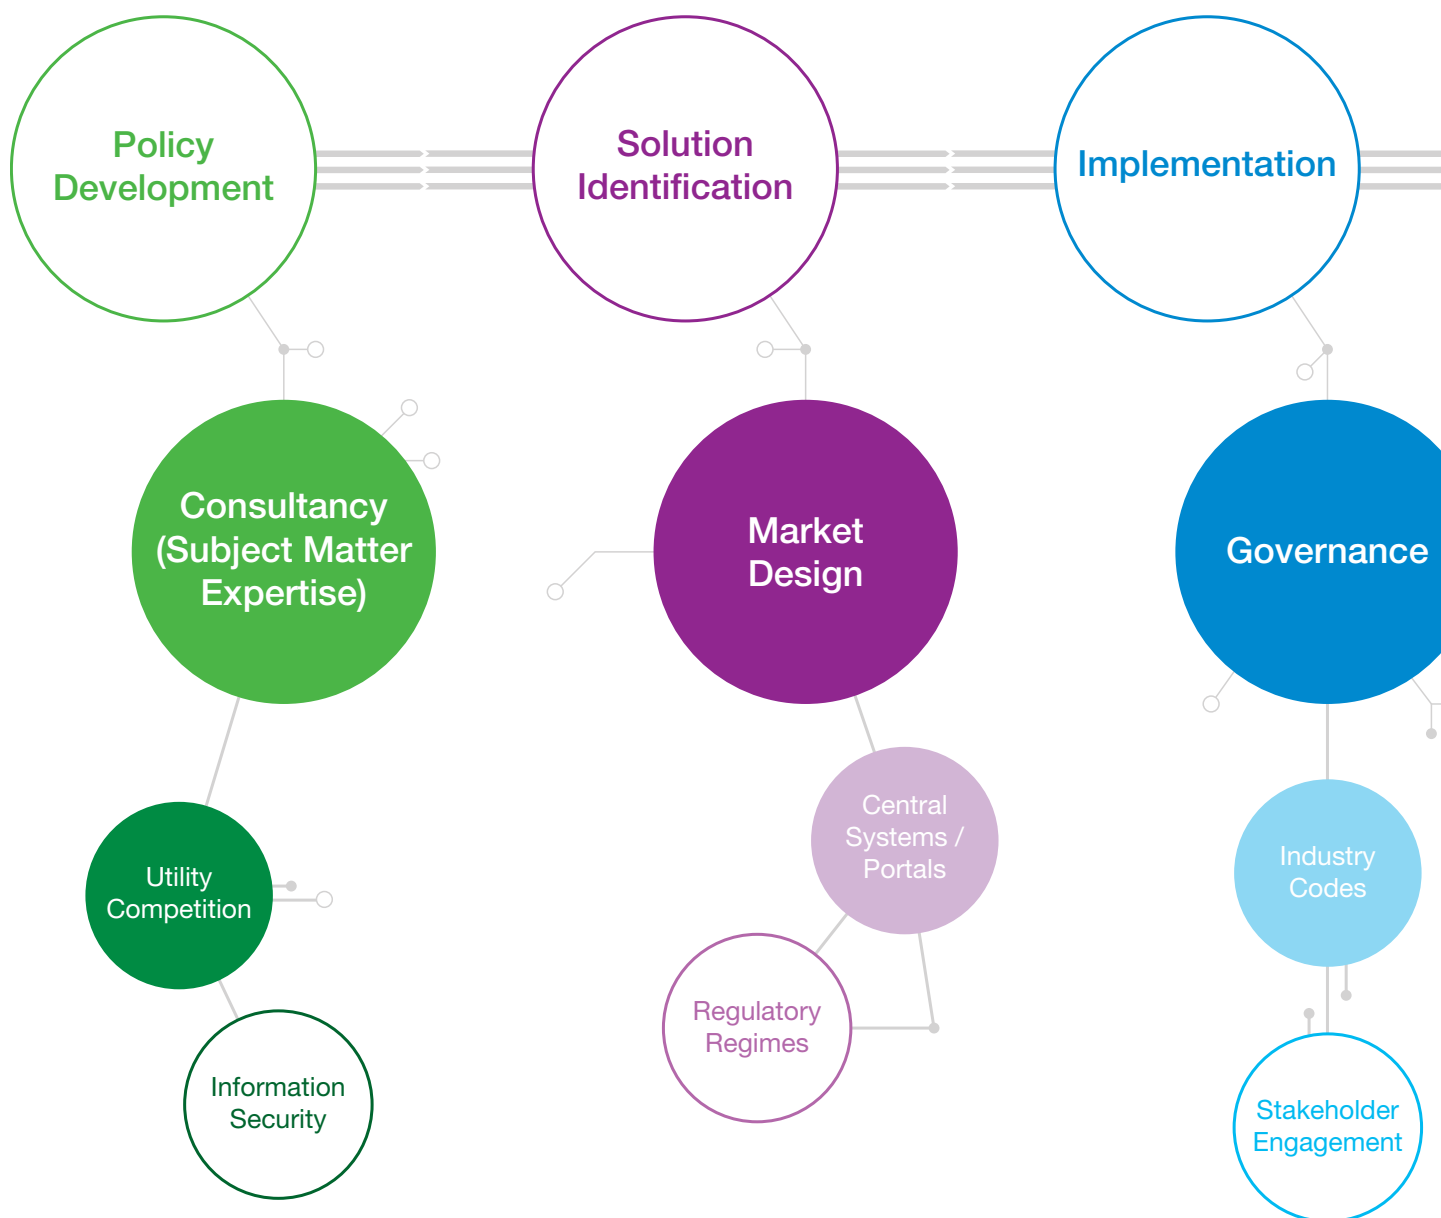 Policy
Development
Solution
Identification
Implementation
Consultancy
(Subject Matter
Expertise)
Market
Design
Governance
Utility
Competition
Central
Systems /
Portals
Industry
Codes
Information
Security
Regulatory
Regimes
Stakeholder
Engagement